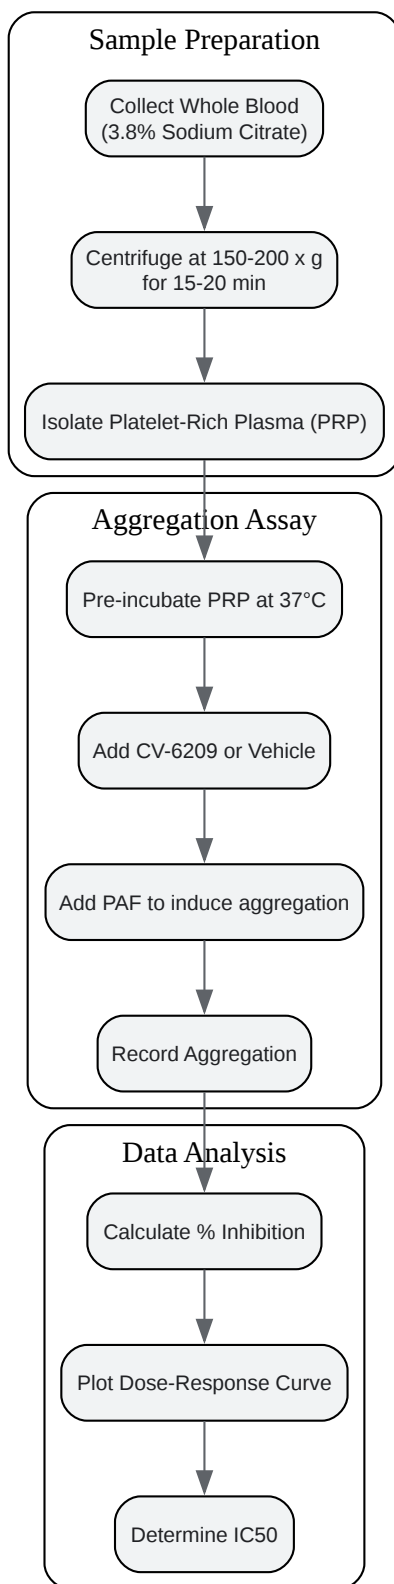 Sample Preparation
Collect Whole Blood
(3.8% Sodium Citrate)
Centrifuge at 150-200 x g
for 15-20 min
Isolate Platelet-Rich Plasma (PRP)
Aggregation Assay
Pre-incubate PRP at 37°C
Add CV-6209 or Vehicle
Add PAF to induce aggregation
Record Aggregation
Data Analysis
Calculate % Inhibition
Plot Dose-Response Curve
Determine IC50